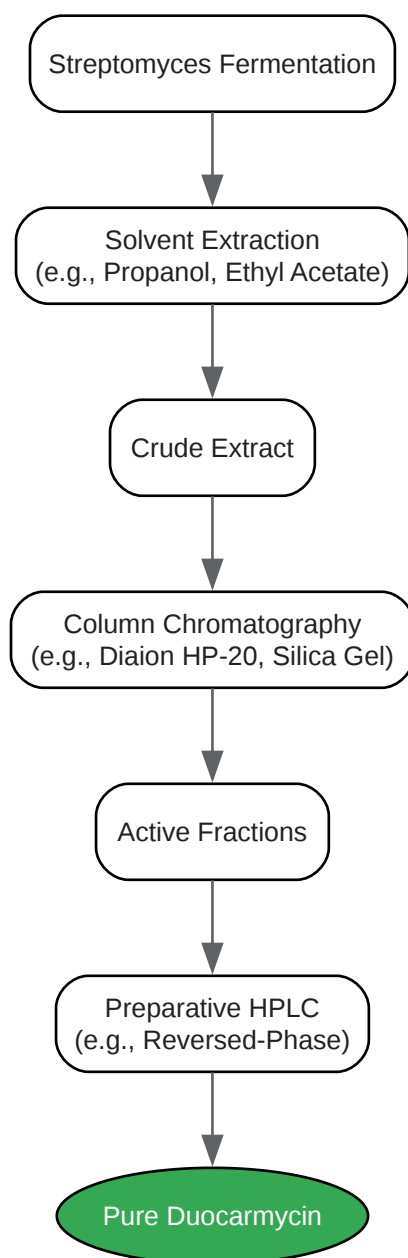 Streptomyces Fermentation
Solvent Extraction
(e.g., Propanol, Ethyl Acetate)
Crude Extract
Column Chromatography
(e.g., Diaion HP-20, Silica Gel)
Active Fractions
Preparative HPLC
(e.g., Reversed-Phase)
Pure Duocarmycin